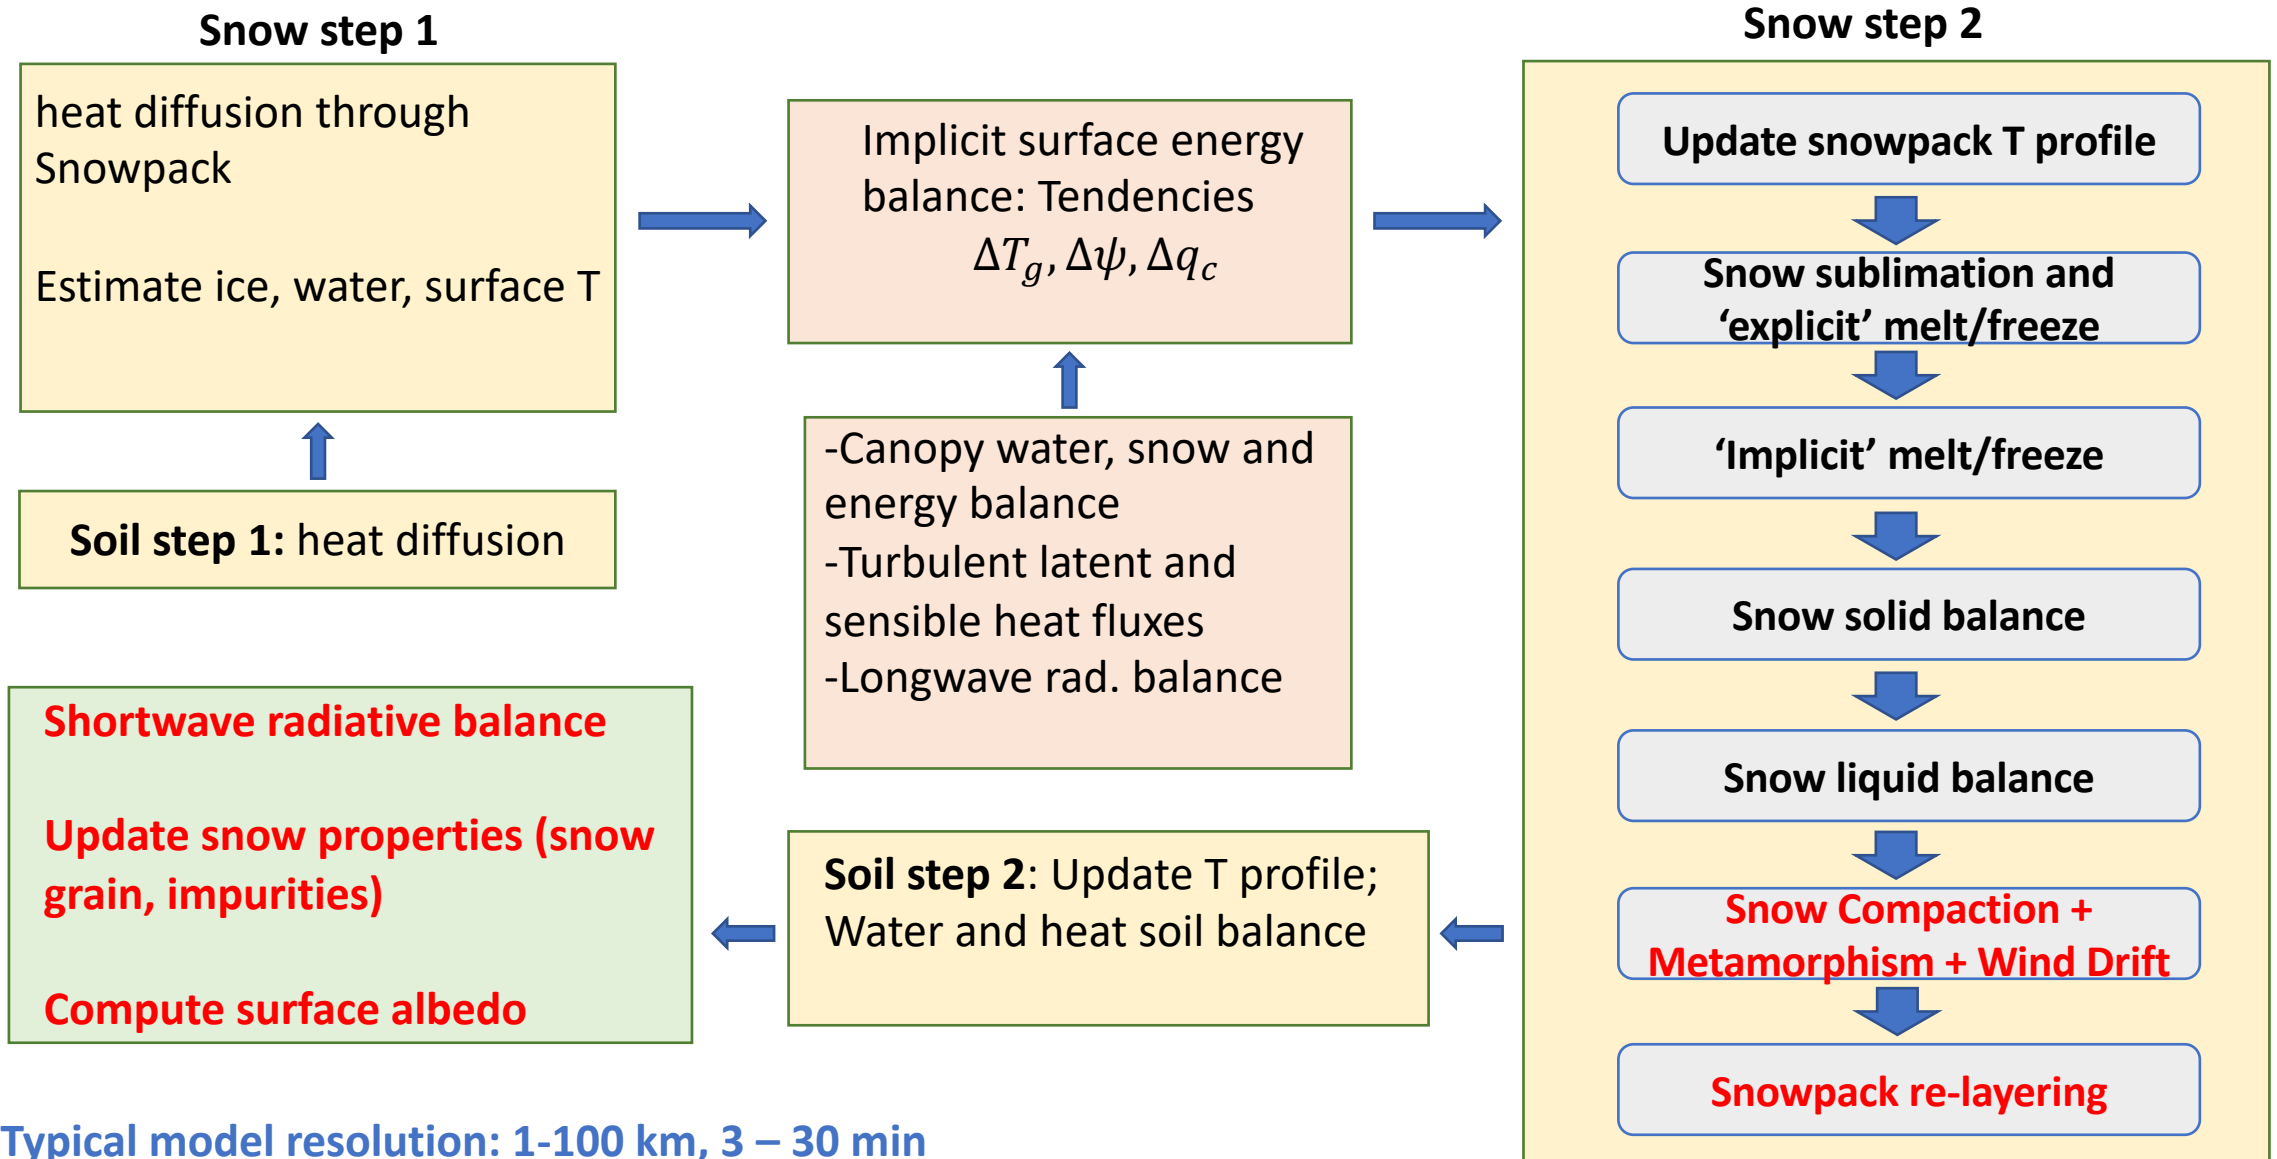 Snow step 1
heat diffusion through
Snowpack
Estimate ice, water, surface T
Soil step 1: heat diffusion
Implicit surface energy
balance: Tendencies
ΔT_g, Δψ, Δq_c
-Canopy water, snow and
energy balance
-Turbulent latent and
sensible heat fluxes
-Longwave rad. balance
Snow step 2
Update snowpack T profile
Snow sublimation and
‘explicit’ melt/freeze
‘Implicit’ melt/freeze
Snow solid balance
Snow liquid balance
Snow Compaction +
Metamorphism + Wind Drift
Snowpack re-layering
Soil step 2: Update T profile;
Water and heat soil balance
Shortwave radiative balance
Update snow properties (snow
grain, impurities)
Compute surface albedo
Typical model resolution: 1-100 km, 3 – 30 min